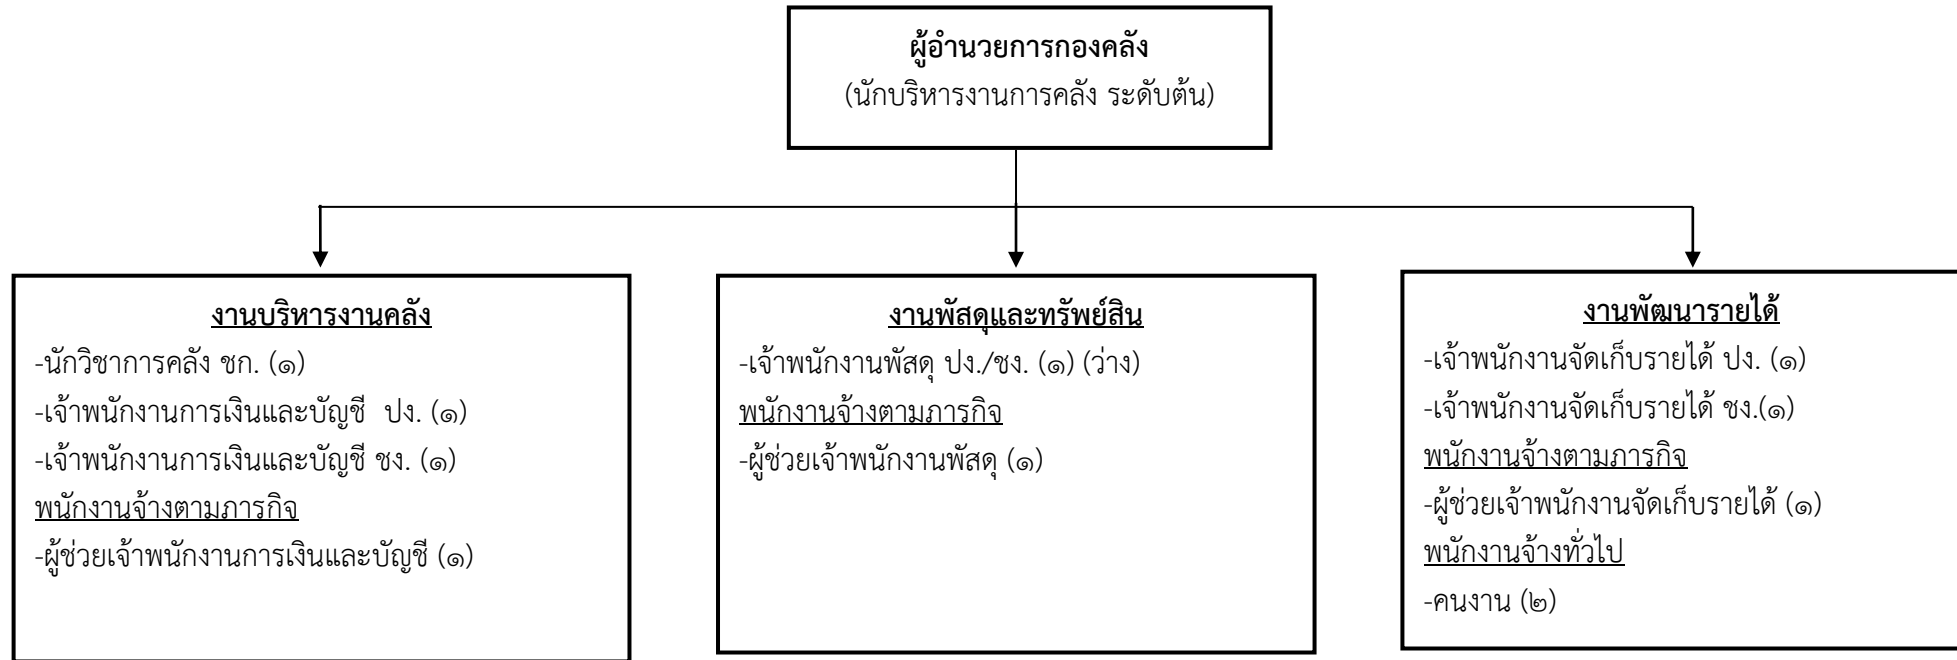 ผู้อำนวยการกองคลัง
(นักบริหารงานการคลัง ระดับต้น)
งานบริหารงานคลัง
-นักวิชาการคลัง ชก. (๑)
-เจ้าพนักงานการเงินและบัญชี  ปง. (๑)
-เจ้าพนักงานการเงินและบัญชี ชง. (๑)
พนักงานจ้างตามภารกิจ
-ผู้ช่วยเจ้าพนักงานการเงินและบัญชี (๑)
งานพัสดุและทรัพย์สิน
-เจ้าพนักงานพัสดุ ปง./ชง. (๑) (ว่าง)
พนักงานจ้างตามภารกิจ
-ผู้ช่วยเจ้าพนักงานพัสดุ (๑)
งานพัฒนารายได้
-เจ้าพนักงานจัดเก็บรายได้ ปง. (๑)
-เจ้าพนักงานจัดเก็บรายได้ ชง.(๑)
พนักงานจ้างตามภารกิจ
-ผู้ช่วยเจ้าพนักงานจัดเก็บรายได้ (๑)
พนักงานจ้างทั่วไป
-คนงาน (๒)